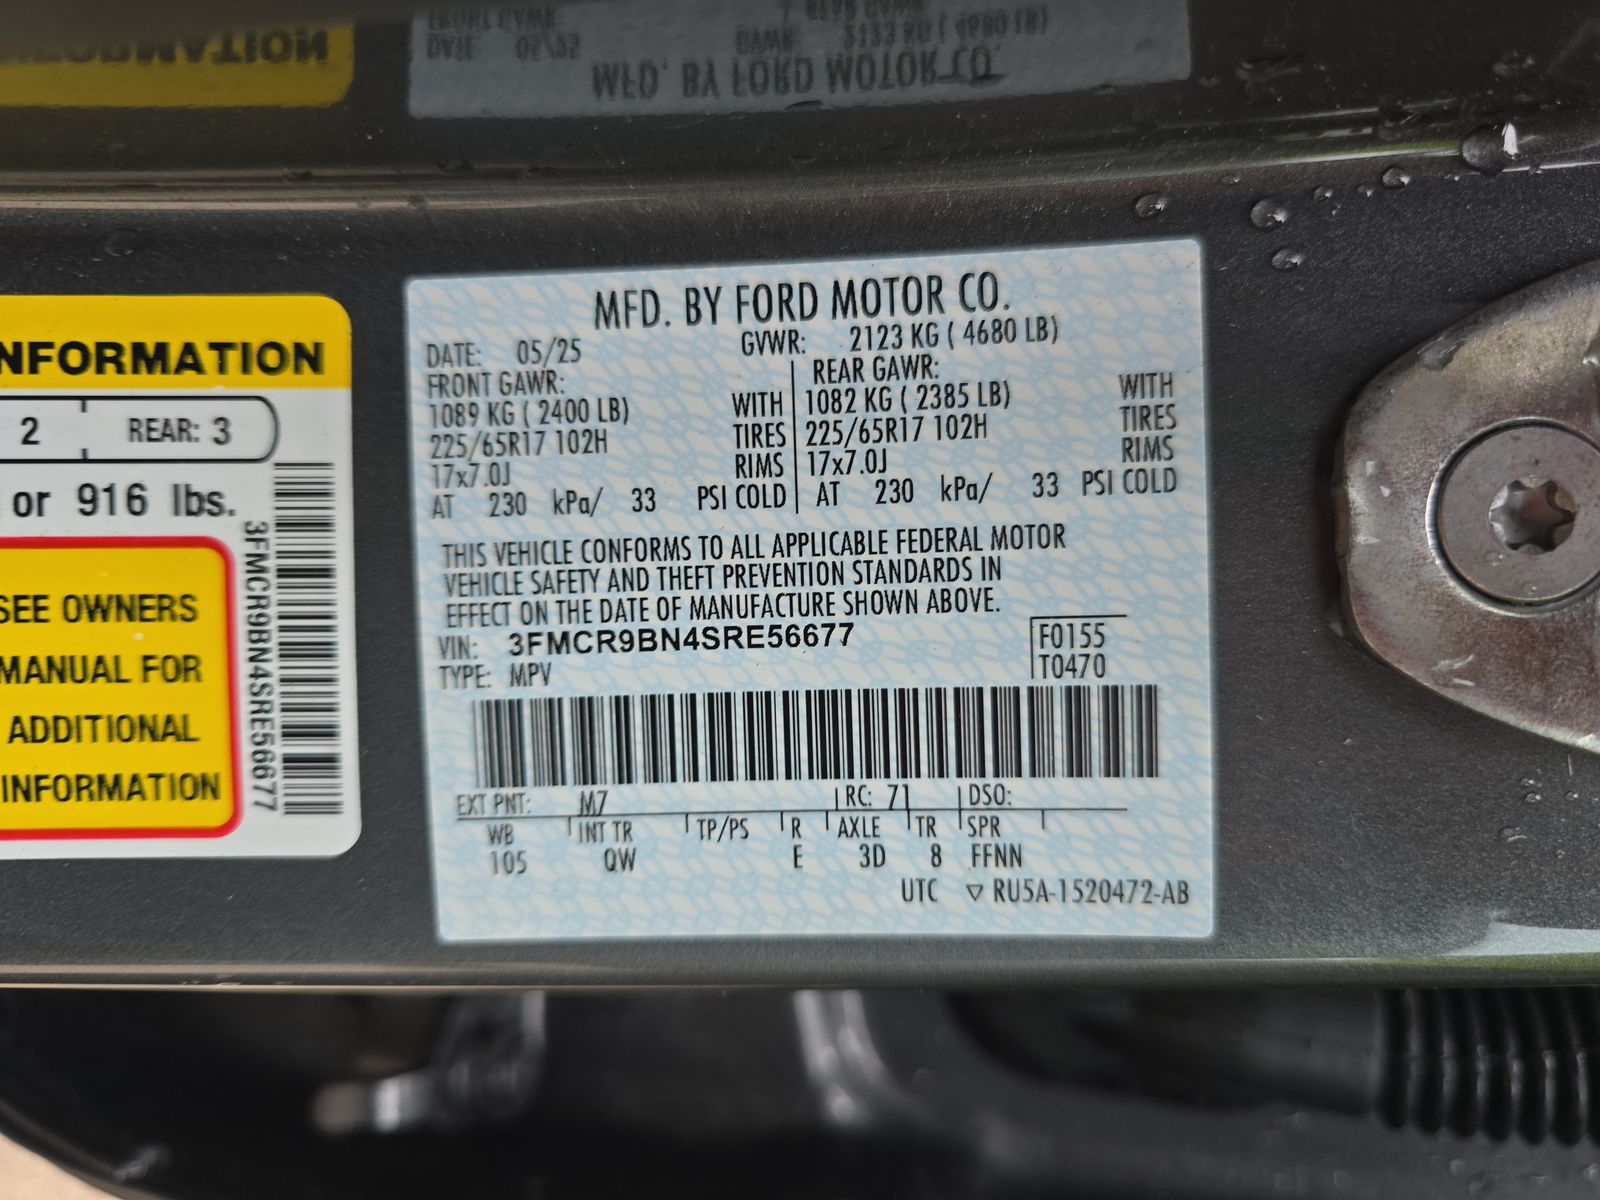 NFORMATION
2 REAR: 3
or 916 lbs.
SEE OWNERS
MANUAL FOR
ADDITIONAL
INFORMATION
3FMCR9BN4SRE56677
MFD. BY FORD MOTOR CO.
DATE: 05/25 GVWR: 2123 KG ( 4680 LB)
FRONT GAWR: REAR GAWR:
1089 KG ( 2400 LB) WITH 1082 KG ( 2385 LB) WITH
225/65R17 102H TIRES 225/65R17 102H TIRES
17x7.0J RIMS 17x7.0J RIMS
AT 230 kPa/ 33 PSI COLD AT 230 kPa/ 33 PSI COLD
THIS VEHICLE CONFORMS TO ALL APPLICABLE FEDERAL MOTOR
VEHICLE SAFETY AND THEFT PREVENTION STANDARDS IN
EFFECT ON THE DATE OF MANUFACTURE SHOWN ABOVE.
VIN: 3FMCR9BN4SRE56677 F0155
TYPE: MPV T0470
EXT PNT: M7 RC: 71 DSO:
WB INT TR TP/PS R AXLE TR SPR
105 QW E 3D 8 FFNN
UTC ▽ RU5A-1520472-AB